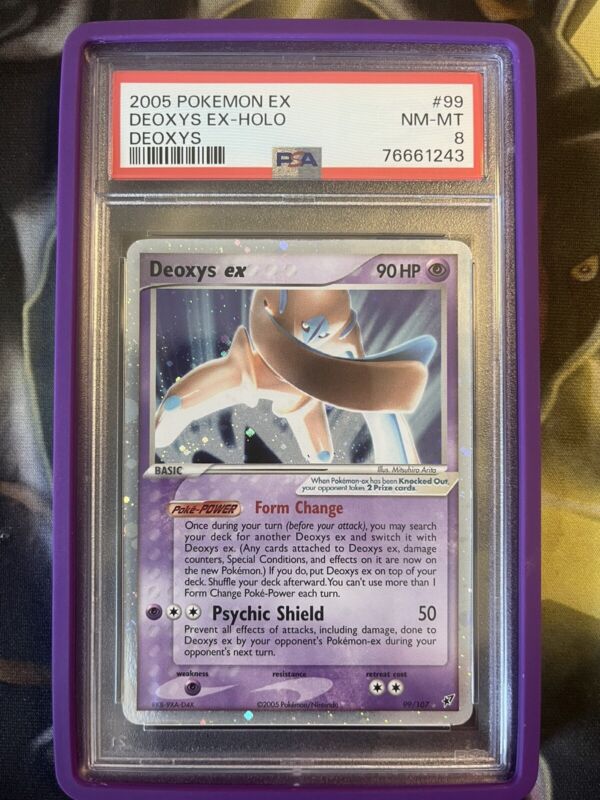 2005 POKEMON EX #99
DEOXYS EX-HOLO NM-MT
DEOXYS 8
PSA 76661243
Deoxys ex 90 HP
BASIC
Illus. Mitsuhiro Arita
When Pokémon-ex has been Knocked Out,
your opponent takes 2 Prize cards.
Poké-POWER Form Change
Once during your turn (before your attack), you may search
your deck for another Deoxys ex and switch it with
Deoxys ex. (Any cards attached to Deoxys ex, damage
counters, Special Conditions, and effects on it are now on
the new Pokémon.) If you do, put Deoxys ex on top of your
deck. Shuffle your deck afterward. You can't use more than 1
Form Change Poké-Power each turn.
Psychic Shield 50
Prevent all effects of attacks, including damage, done to
Deoxys ex by your opponent's Pokémon-ex during your
opponent's next turn.
weakness resistance retreat cost
©2005 Pokémon/Nintendo 99/107